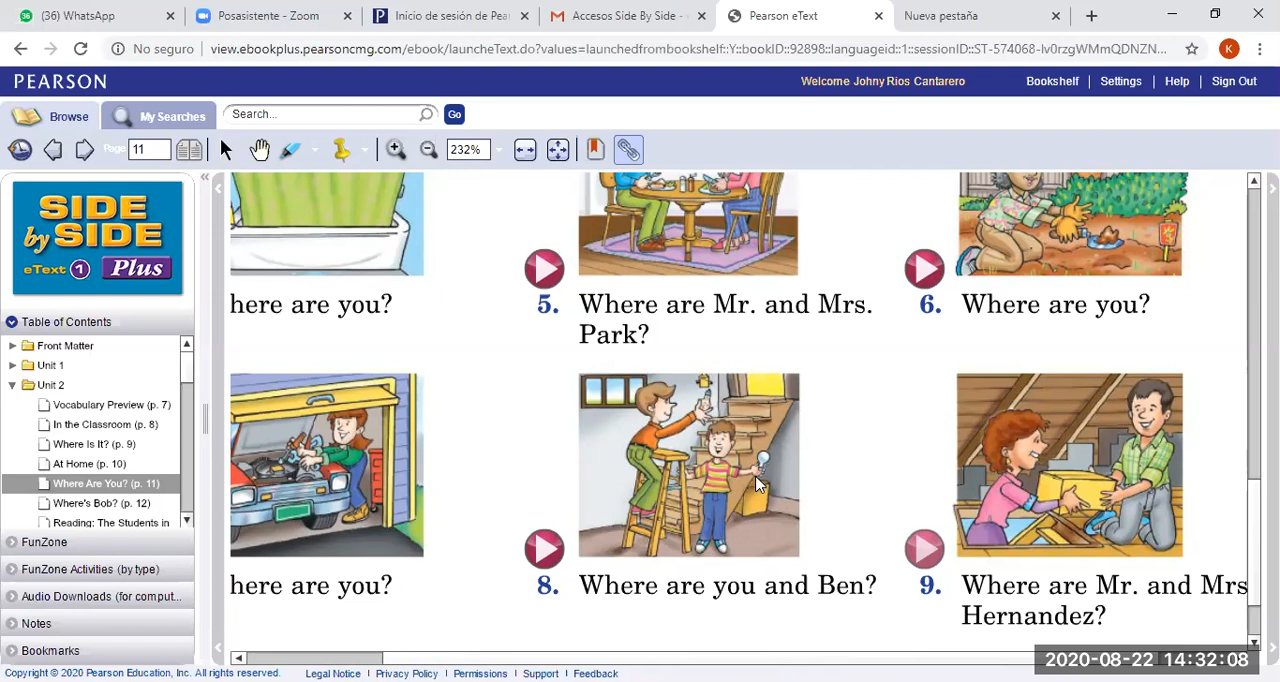 (36) WhatsApp
Posasistente - Zoom
Inicio de sesión de Pe
Accesos Side By Side -
Pearson eText
Nueva pestaña
No seguro
view.ebookplus.pearsoncmg.com/ebook/launcheText.do?values=launchedfrombookshelf::Y::bookID::92898::languageid::1::sessionID::ST-574068-lv0rzgWMmQDNZN...
K
PEARSON
Welcome Johny Rios Cantarero
Bookshelf
Settings
Help
Sign Out
Browse
My Searches
Search...
Go
Page
11
232%
SIDE
by SIDE
eText 1 Plus
Table of Contents
Front Matter
Unit 1
Unit 2
Vocabulary Preview (p. 7)
In the Classroom (p. 8)
Where Is It? (p. 9)
At Home (p. 10)
Where Are You? (p. 11)
Where's Bob? (p. 12)
Reading: The Students in
FunZone
FunZone Activities (by type)
Audio Downloads (for comput...
Notes
Bookmarks
here are you?
5. Where are Mr. and Mrs.
Park?
6. Where are you?
here are you?
8. Where are you and Ben?
9. Where are Mr. and Mrs
Hernandez?
2020-08-22 14:32:08
Copyright © 2020 Pearson Education, Inc. All rights reserved.
Legal Notice
Privacy Policy
Permissions
Support
Feedback